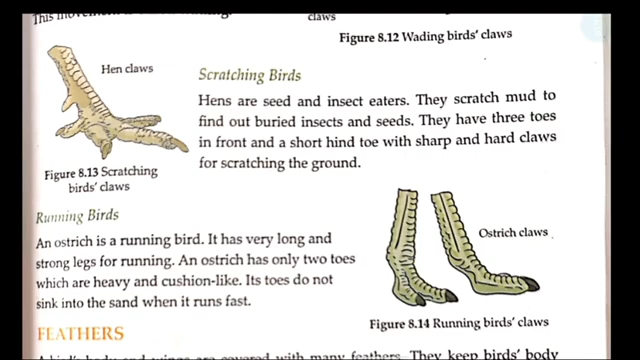 This movement is
claws
Figure 8.12 Wading birds' claws
Hen claws
Scratching Birds
Hens are seed and insect eaters. They scratch mud to
find out buried insects and seeds. They have three toes
in front and a short hind toe with sharp and hard claws
for scratching the ground.
Figure 8.13 Scratching
birds' claws
Running Birds
An ostrich is a running bird. It has very long and
strong legs for running. An ostrich has only two toes
which are heavy and cushion-like. Its toes do not
sink into the sand when it runs fast.
Ostrich claws
Figure 8.14 Running birds' claws
FEATHERS
A bird's body and wings are covered with many feathers. They keep birds' body